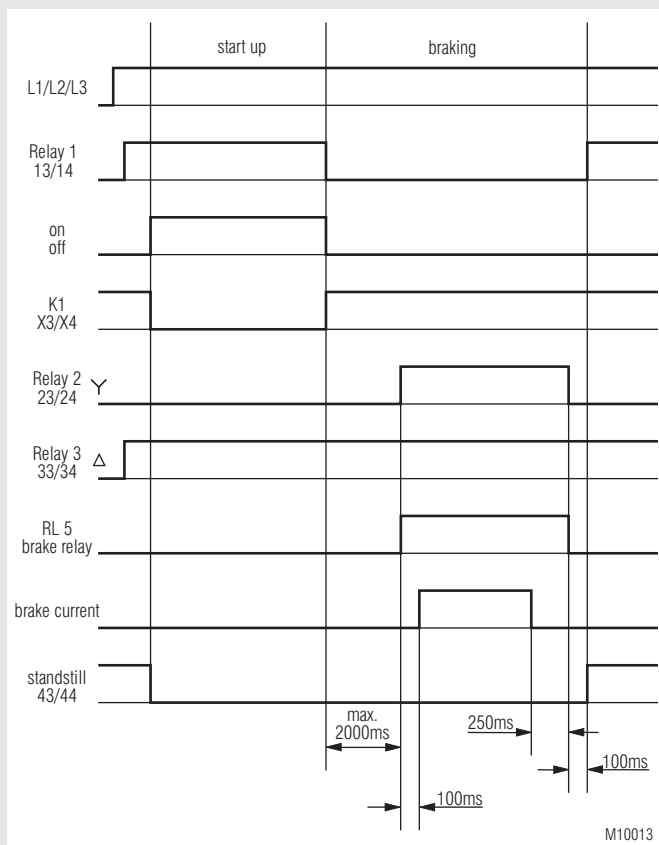 start up
braking
L1/L2/L3
Relay 1
13/14
on
off
K1
X3/X4
Relay 2
23/24
Relay 3
33/34
RL 5
brake relay
brake current
standstill
43/44
max.
2000ms
250ms
100ms
100ms
M10013